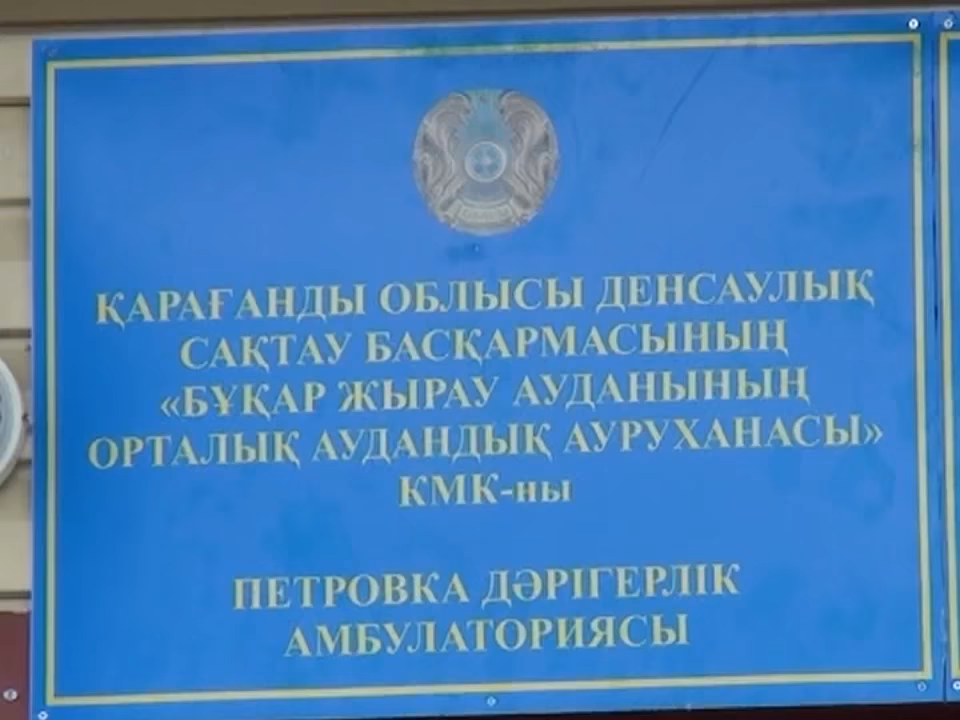 ҚАРАҒАНДЫ ОБЛЫСЫ ДЕНСАУЛЫҚ
САҚТАУ БАСҚАРМАСЫНЫҢ
«БҰҚАР ЖЫРАУ АУДАНЫНЫҢ
ОРТАЛЫҚ АУДАНДЫҚ АУРУХАНАСЫ»
КМК-ны
ПЕТРОВКА ДӘРІГЕРЛІК
АМБУЛАТОРИЯСЫ